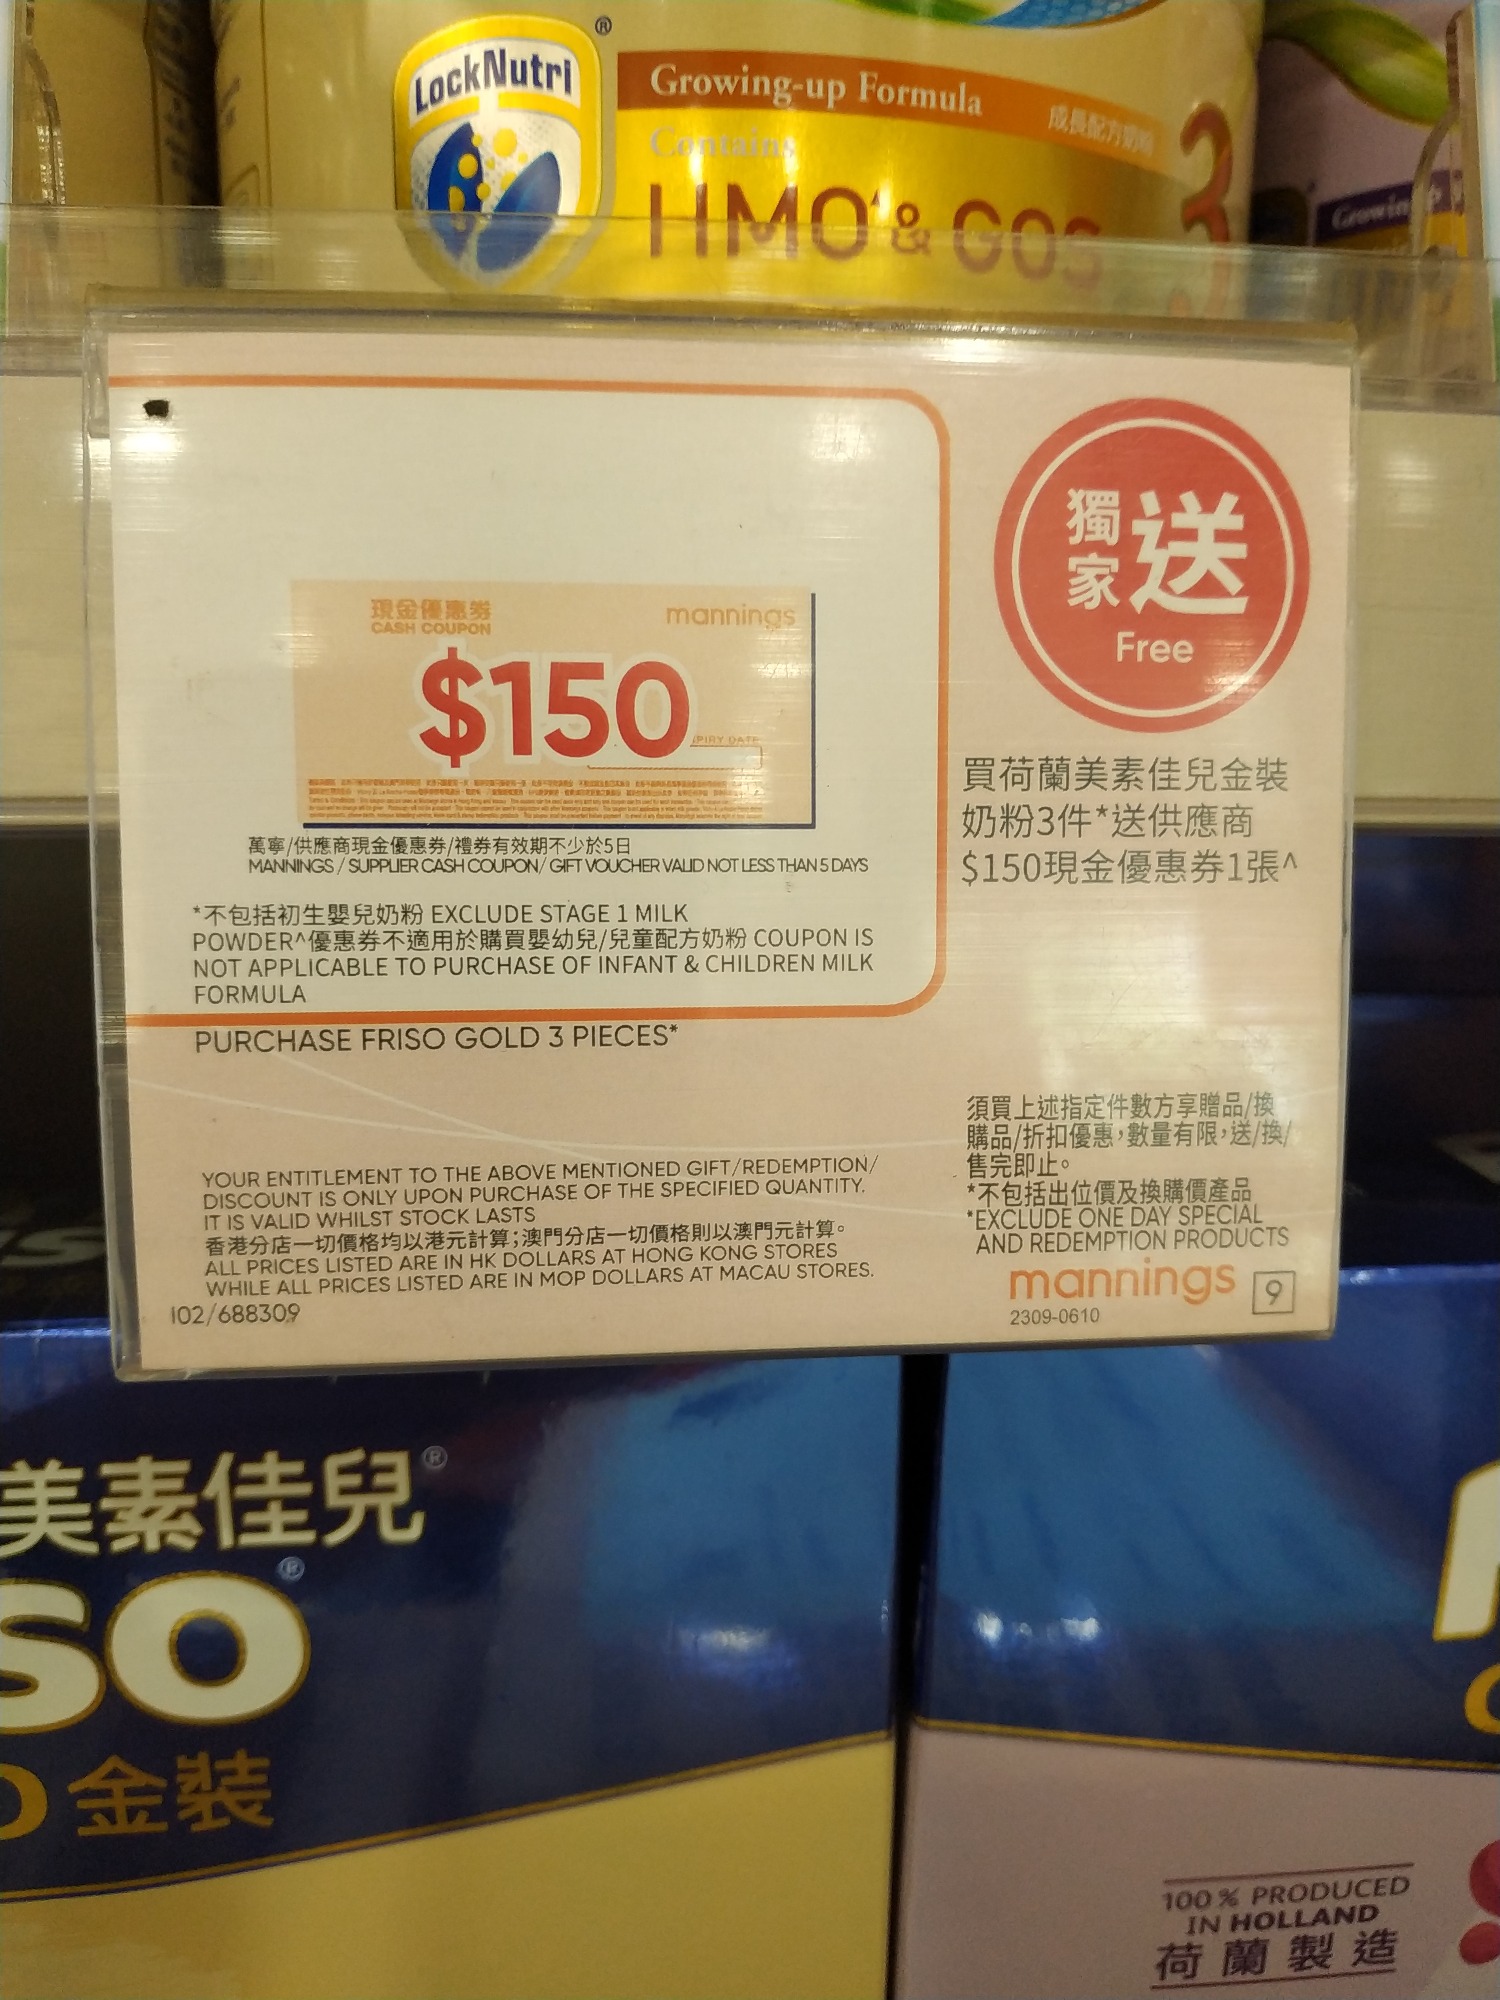 LockNutri
®
Growing-up Formula
成長配方奶粉
Contains
3
HMO & GOS
現金優惠券
CASH COUPON
mannings
$150
萬寧/供應商現金優惠券/禮券有效期不少於5日
MANNINGS / SUPPLIER CASH COUPON/ GIFT VOUCHER VALID NOT LESS THAN 5 DAYS
*不包括初生嬰兒奶粉 EXCLUDE STAGE 1 MILK
POWDER^優惠券不適用於購買嬰幼兒/兒童配方奶粉 COUPON IS
NOT APPLICABLE TO PURCHASE OF INFANT & CHILDREN MILK
FORMULA
PURCHASE FRISO GOLD 3 PIECES*
獨家送
Free
買荷蘭美素佳兒金裝
奶粉3件*送供應商
$150現金優惠券1張^
YOUR ENTITLEMENT TO THE ABOVE MENTIONED GIFT/REDEMPTION/
DISCOUNT IS ONLY UPON PURCHASE OF THE SPECIFIED QUANTITY.
IT IS VALID WHILST STOCK LASTS
香港分店一切價格均以港元計算;澳門分店一切價格則以澳門元計算。
ALL PRICES LISTED ARE IN HK DOLLARS AT HONG KONG STORES
WHILE ALL PRICES LISTED ARE IN MOP DOLLARS AT MACAU STORES.
I02/688309
須買上述指定件數方享贈品/換
購品/折扣優惠,數量有限,送/換/
售完即止。
*不包括出位價及換購價產品
*EXCLUDE ONE DAY SPECIAL
AND REDEMPTION PRODUCTS
mannings 9
2309-0610
美素佳兒®
SO®
金裝
100% PRODUCED
IN HOLLAND
荷蘭製造